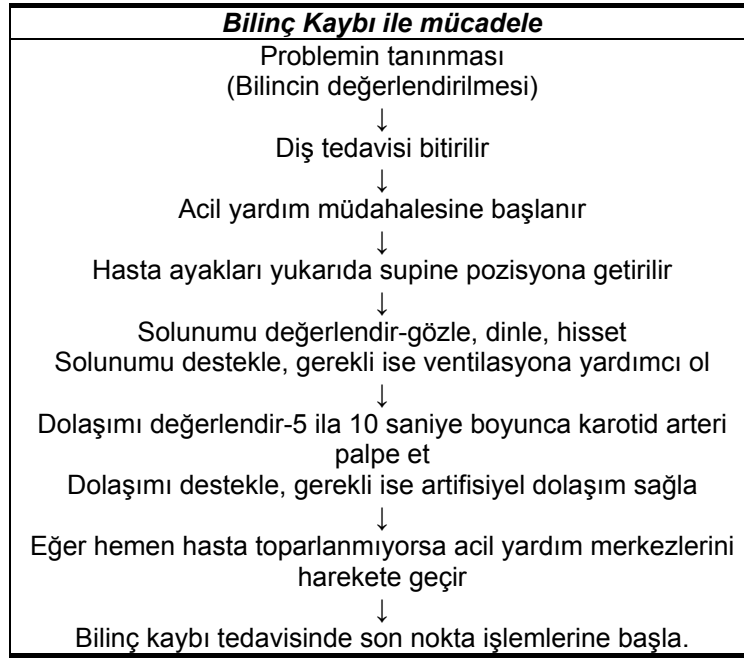 Bilinç Kaybı ile mücadele
Problemin tanınması
(Bilincin değerlendirilmesi)
↓
Diş tedavisi bitirilir
↓
Acil yardım müdahalesine başlanır
↓
Hasta ayakları yukarıda supine pozisyona getirilir
↓
Solunumu değerlendir-gözle, dinle, hisset
Solunumu destekle, gerekli ise ventilasyona yardımcı ol
↓
Dolaşımı değerlendir-5 ila 10 saniye boyunca karotid arteri
palpe et
Dolaşımı destekle, gerekli ise artifisiyel dolaşım sağla
↓
Eğer hemen hasta toparlanmıyorsa acil yardım merkezlerini
harekete geçir
↓
Bilinç kaybı tedavisinde son nokta işlemlerine başla.